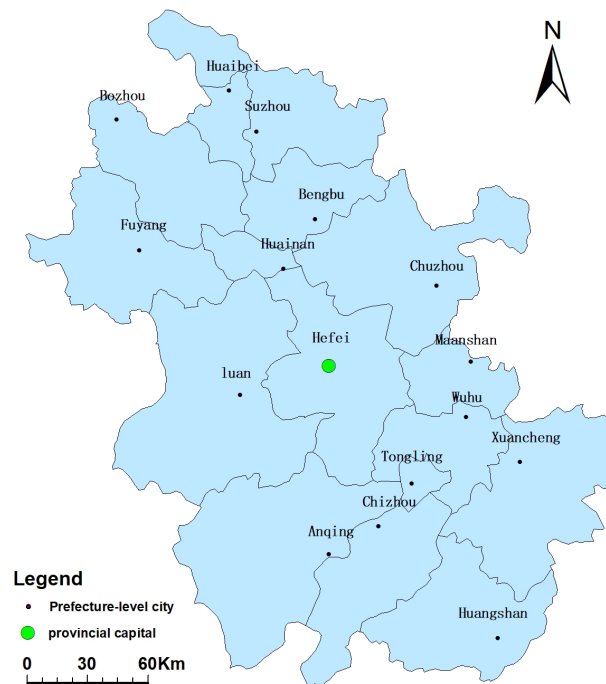 N
Huaibei
Bozhou
Suzhou
Bengbu
Fuyang
Huainan
Chuzhou
Hefei
Maanshan
luan
Wuhu
Xuancheng
Tongling
Chizhou
Anqing
Huangshan
Legend
Prefecture-level city
provincial capital
0 30 60Km